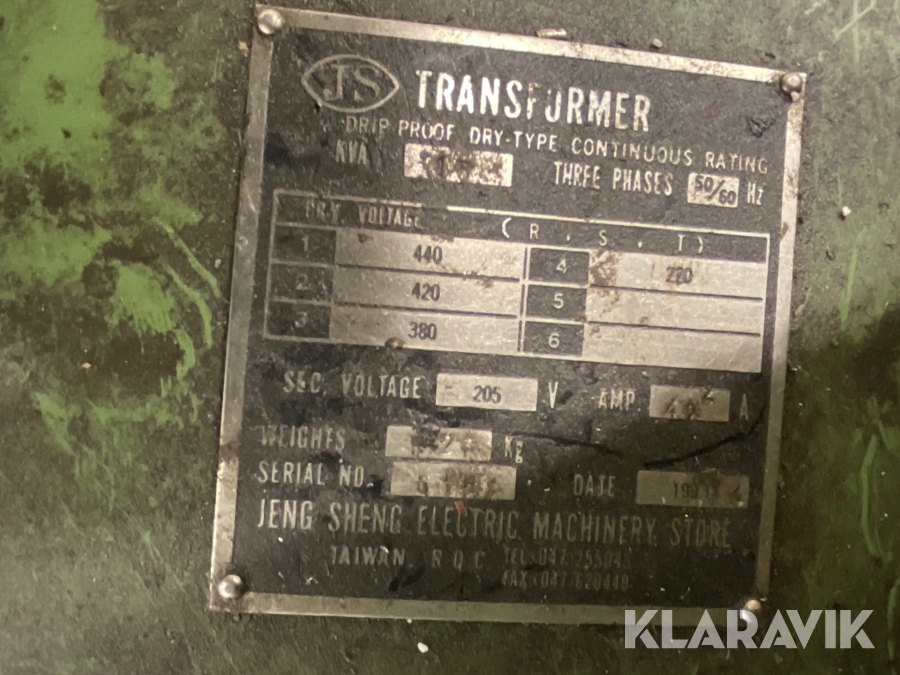 JS TRANSFORMER
DRIP PROOF DRY-TYPE CONTINUOUS RATING
KVA THREE PHASES 50/60 Hz
PRY. VOLTAGE (R, S, T)
1 440 4 220
2 420 5
3 380 6
SEC. VOLTAGE 205 V AMP A
WEIGHTS Kg
SERIAL NO. DATE
JENG SHENG ELECTRIC MACHINERY STORE
TAIWAN R O C TEL:
FAX:
KLARAVIK